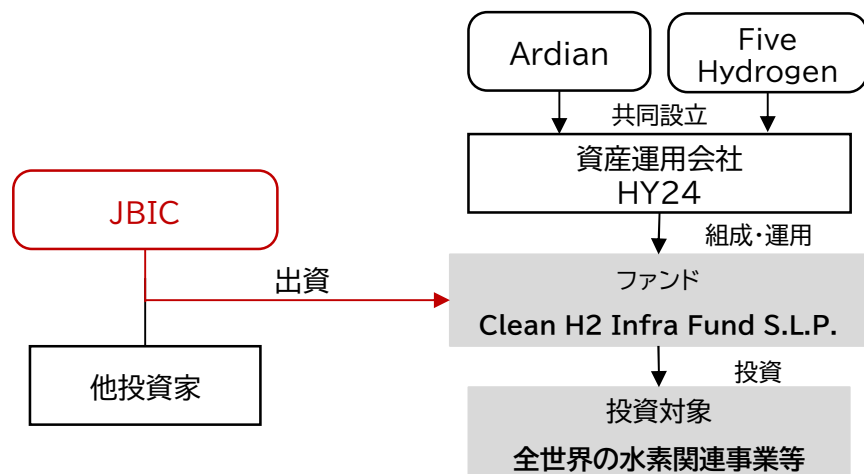 Ardian
Five
Hydrogen
共同設立
資産運用会社
HY24
JBIC
組成・運用
出資
ファンド
Clean H2 Infra Fund S.L.P.
他投資家
投資
投資対象
全世界の水素関連事業等